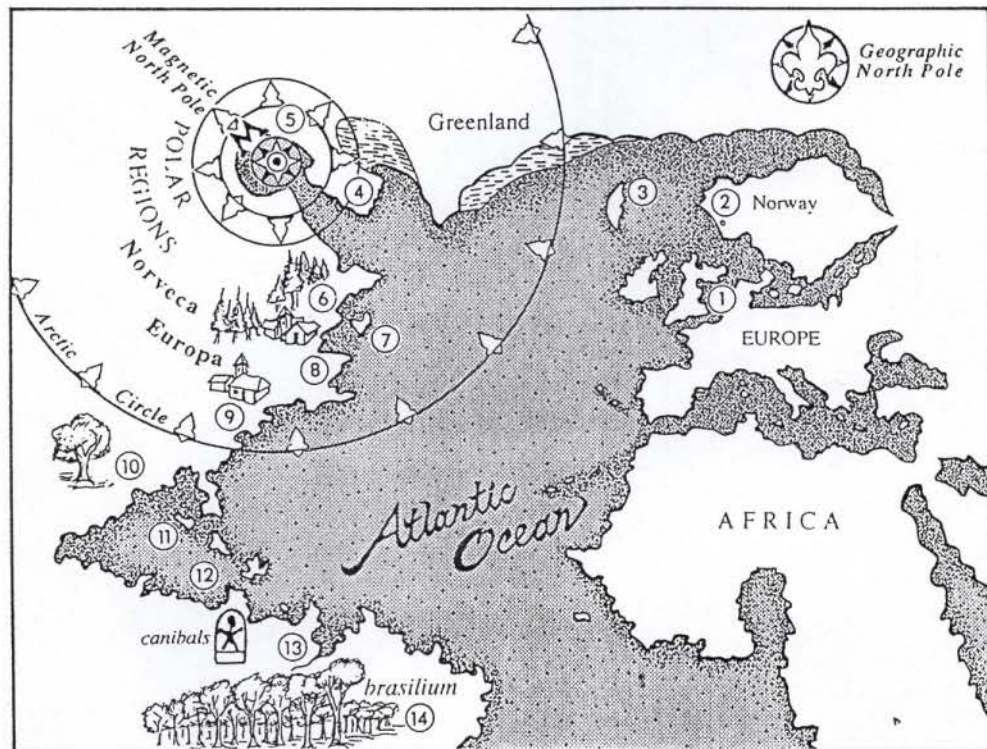 Geographic
North Pole
Magnetic
North Pole
POLAR
REGIONS
Greenland
5
4
3
2
Norway
1
EUROPE
Norveca
6
7
Europa
8
Arctic
Circle
9
10
11
12
Atlantic
Ocean
AFRICA
canibals
13
brasilium
14